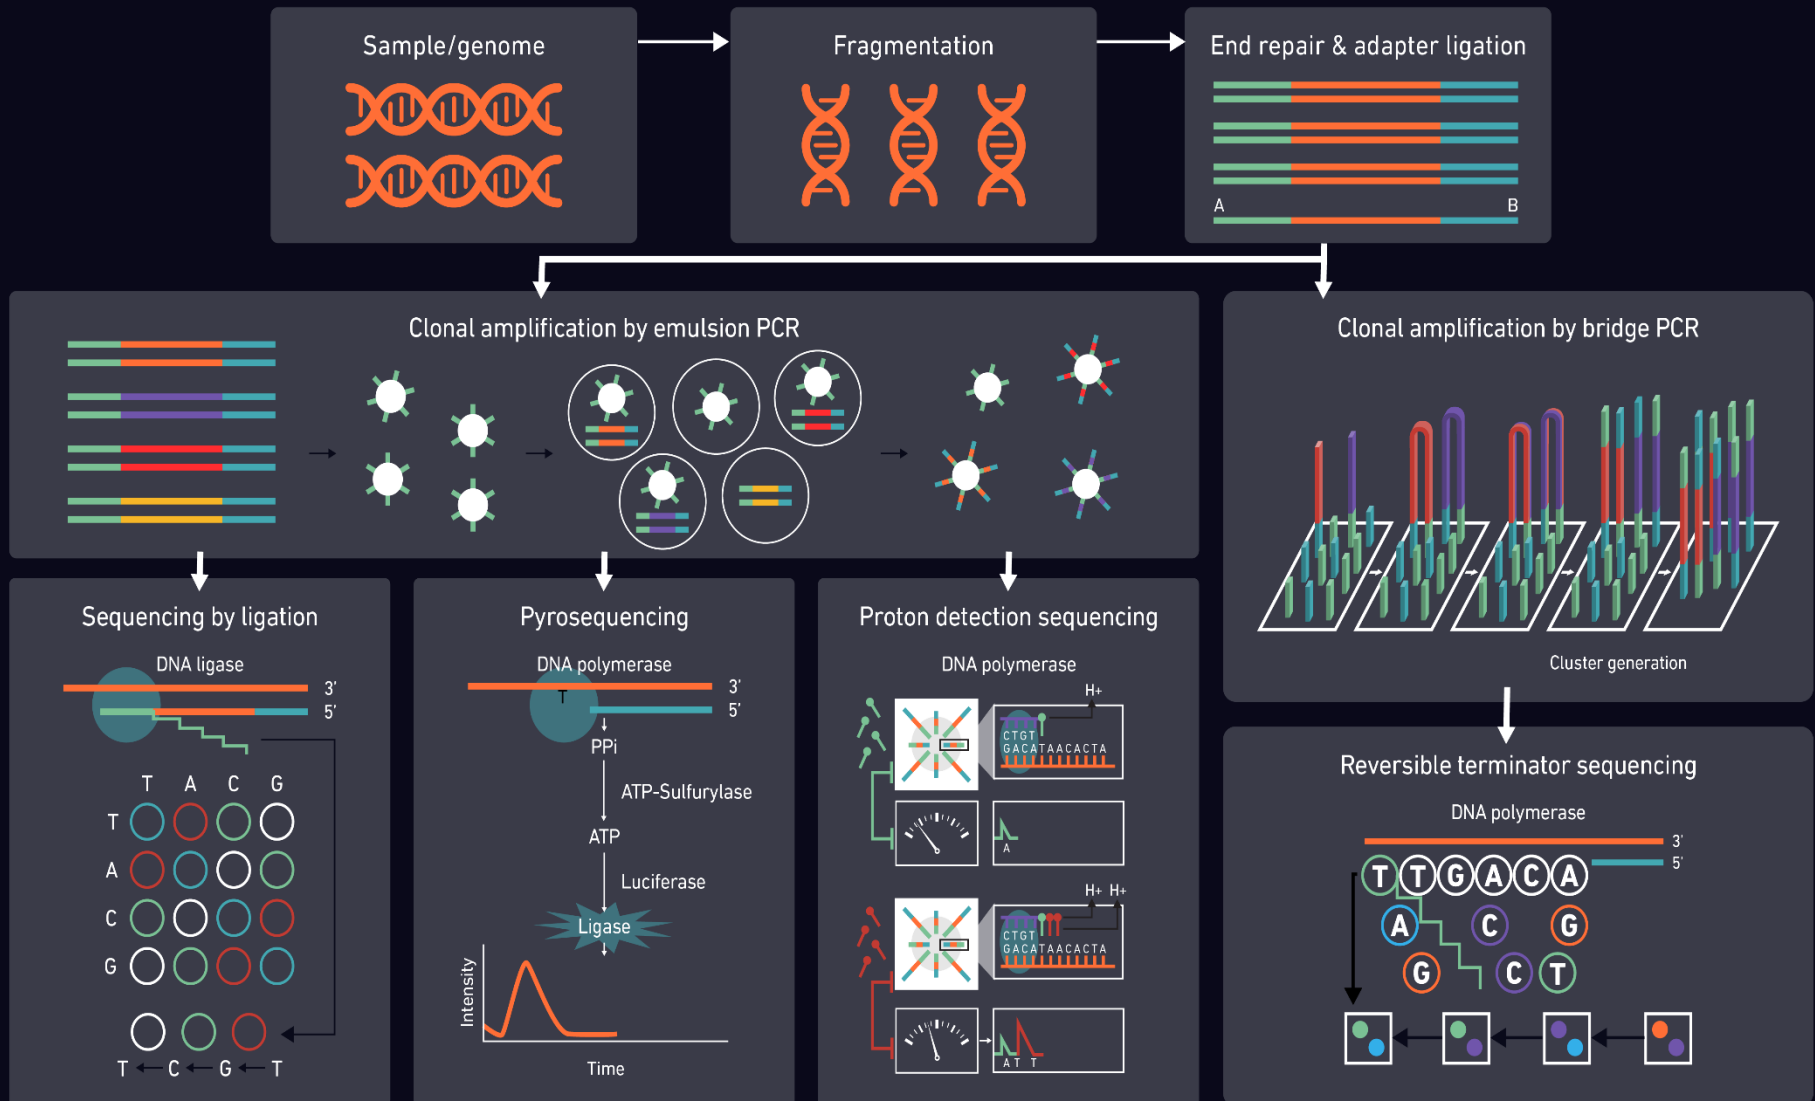 Sample/genome
Fragmentation
End repair & adapter ligation
A B
Clonal amplification by emulsion PCR
Clonal amplification by bridge PCR
Cluster generation
Sequencing by ligation
DNA ligase
3'
5'
T A C G
T
A
C
G
T C G T
Pyrosequencing
DNA polymerase
3'
T
5'
PPi
ATP-Sulfurylase
ATP
Luciferase
Ligase
Intensity
Time
Proton detection sequencing
DNA polymerase
H+
CTGT
GACATAACACTA
A
H+ H+
CTGT
GACATAACACTA
AT T
Reversible terminator sequencing
DNA polymerase
3'
5'
T T G A C A
A C G
G C T